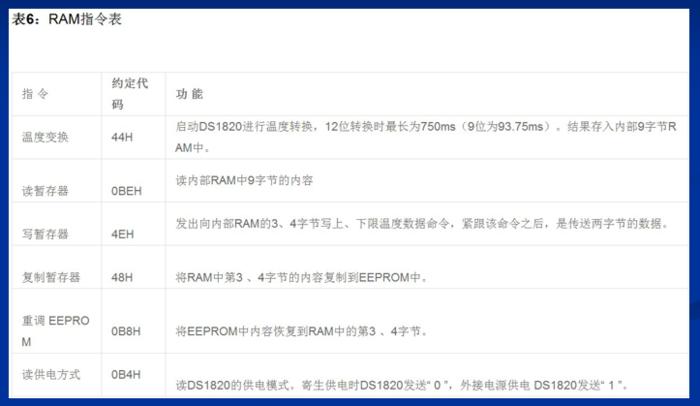 表6：RAM指令表
指 令
约定代
码
功 能
温度变换
44H
启动DS1820进行温度转换，12位转换时最长为750ms（9位为93.75ms）。结果存入内部9字节R
AM中。
读暂存器
0BEH
读内部RAM中9字节的内容
写暂存器
4EH
发出向内部RAM的3、4字节写上、下限温度数据命令，紧跟该命令之后，是传送两字节的数据。
复制暂存器
48H
将RAM中第3 、4字节的内容复制到EEPROM中。
重调 EEPRO
M
0B8H
将EEPROM中内容恢复到RAM中的第3 、4字节。
读供电方式
0B4H
读DS1820的供电模式。寄生供电时DS1820发送“ 0 ”，外接电源供电 DS1820发送“ 1 ”。